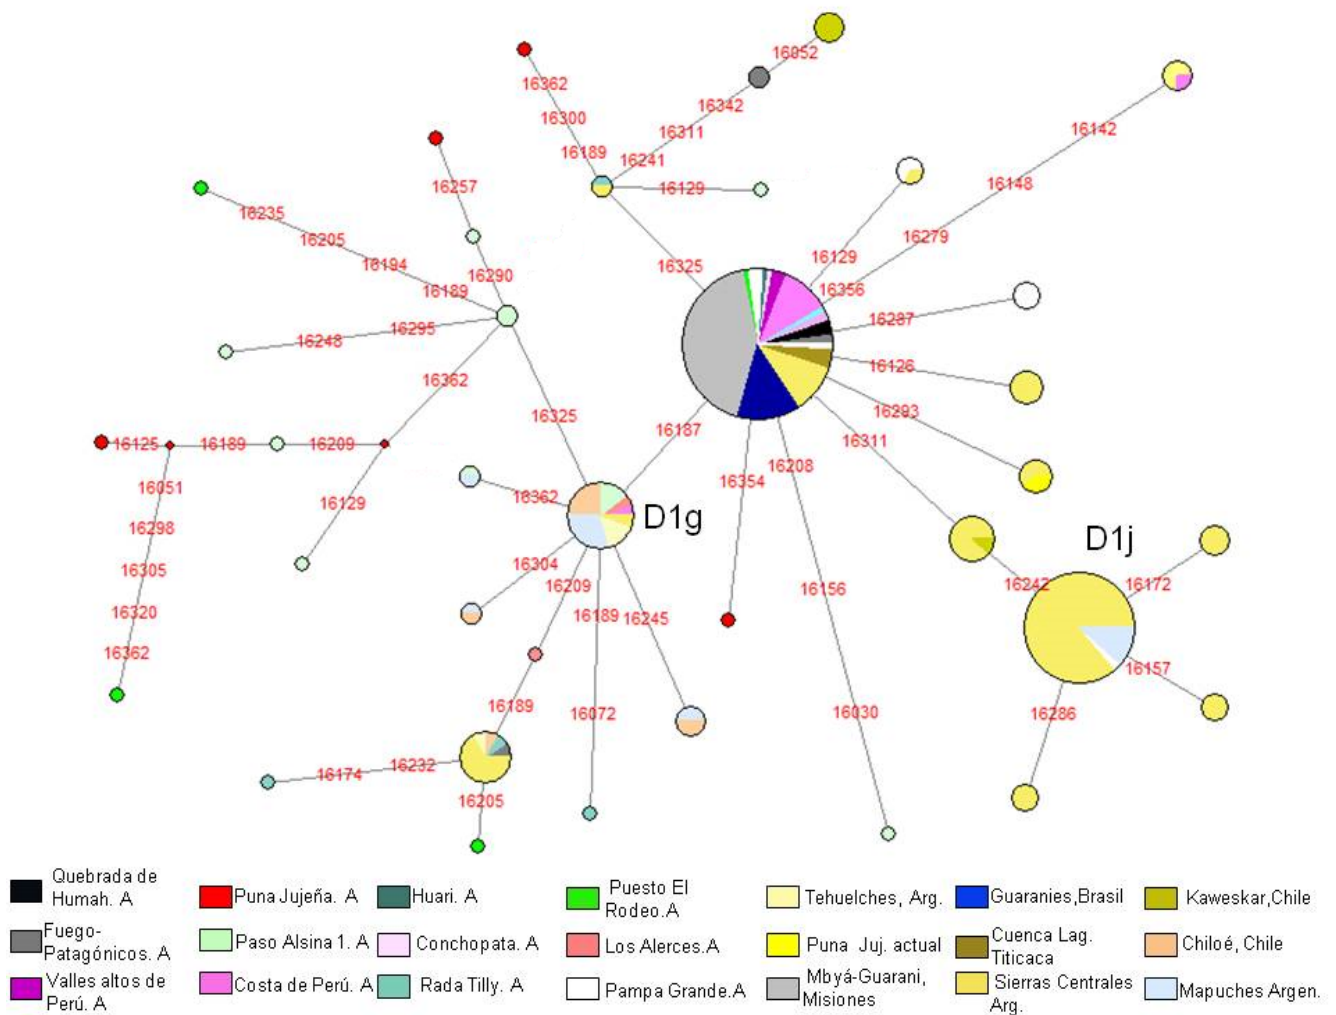 16052
16362
16342
16300
16311
16142
16189
16241
16257
16129
16148
16235
16205
16279
16194
16129
16290
16325
16189
16356
16295
16287
16248
16126
16362
16293
16325
16187
16311
16125
16189
16209
16354
16208
16051
16129
16362
D1g
16298
D1j
16305
16304
16209
16156
16242
16172
16320
16189
16245
16362
16157
16189
16072
16030
16286
16174
16232
16205
Quebrada de
Humah. A
Puna Jujeña. A
Huari. A
Puesto El
Rodeo.A
Tehuelches, Arg.
Guaranies,Brasil
Kaweskar,Chile
Fuego-
Patagónicos. A
Paso Alsina 1. A
Conchopata. A
Los Alerces.A
Puna Juj. actual
Cuenca Lag.
Titicaca
Chiloé, Chile
Valles altos de
Perú. A
Costa de Perú. A
Rada Tilly. A
Pampa Grande.A
Mbyá-Guarani,
Misiones
Sierras Centrales
Arg.
Mapuches Argen.